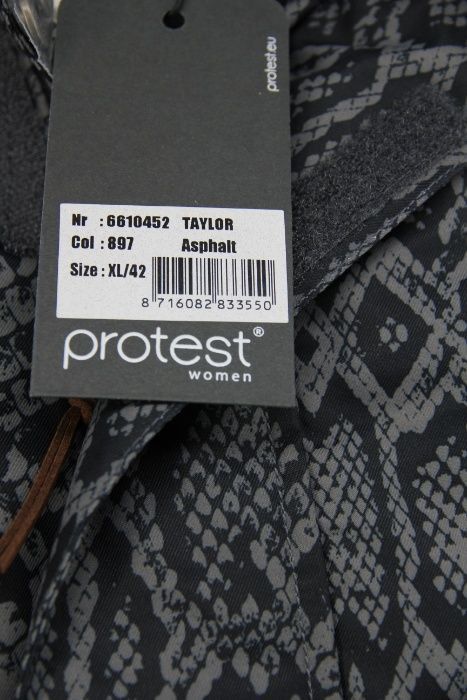 protest.eu
Nr : 6610452 TAYLOR
Col : 897 Asphalt
Size : XL/42
8 716082 833550
protest®
women